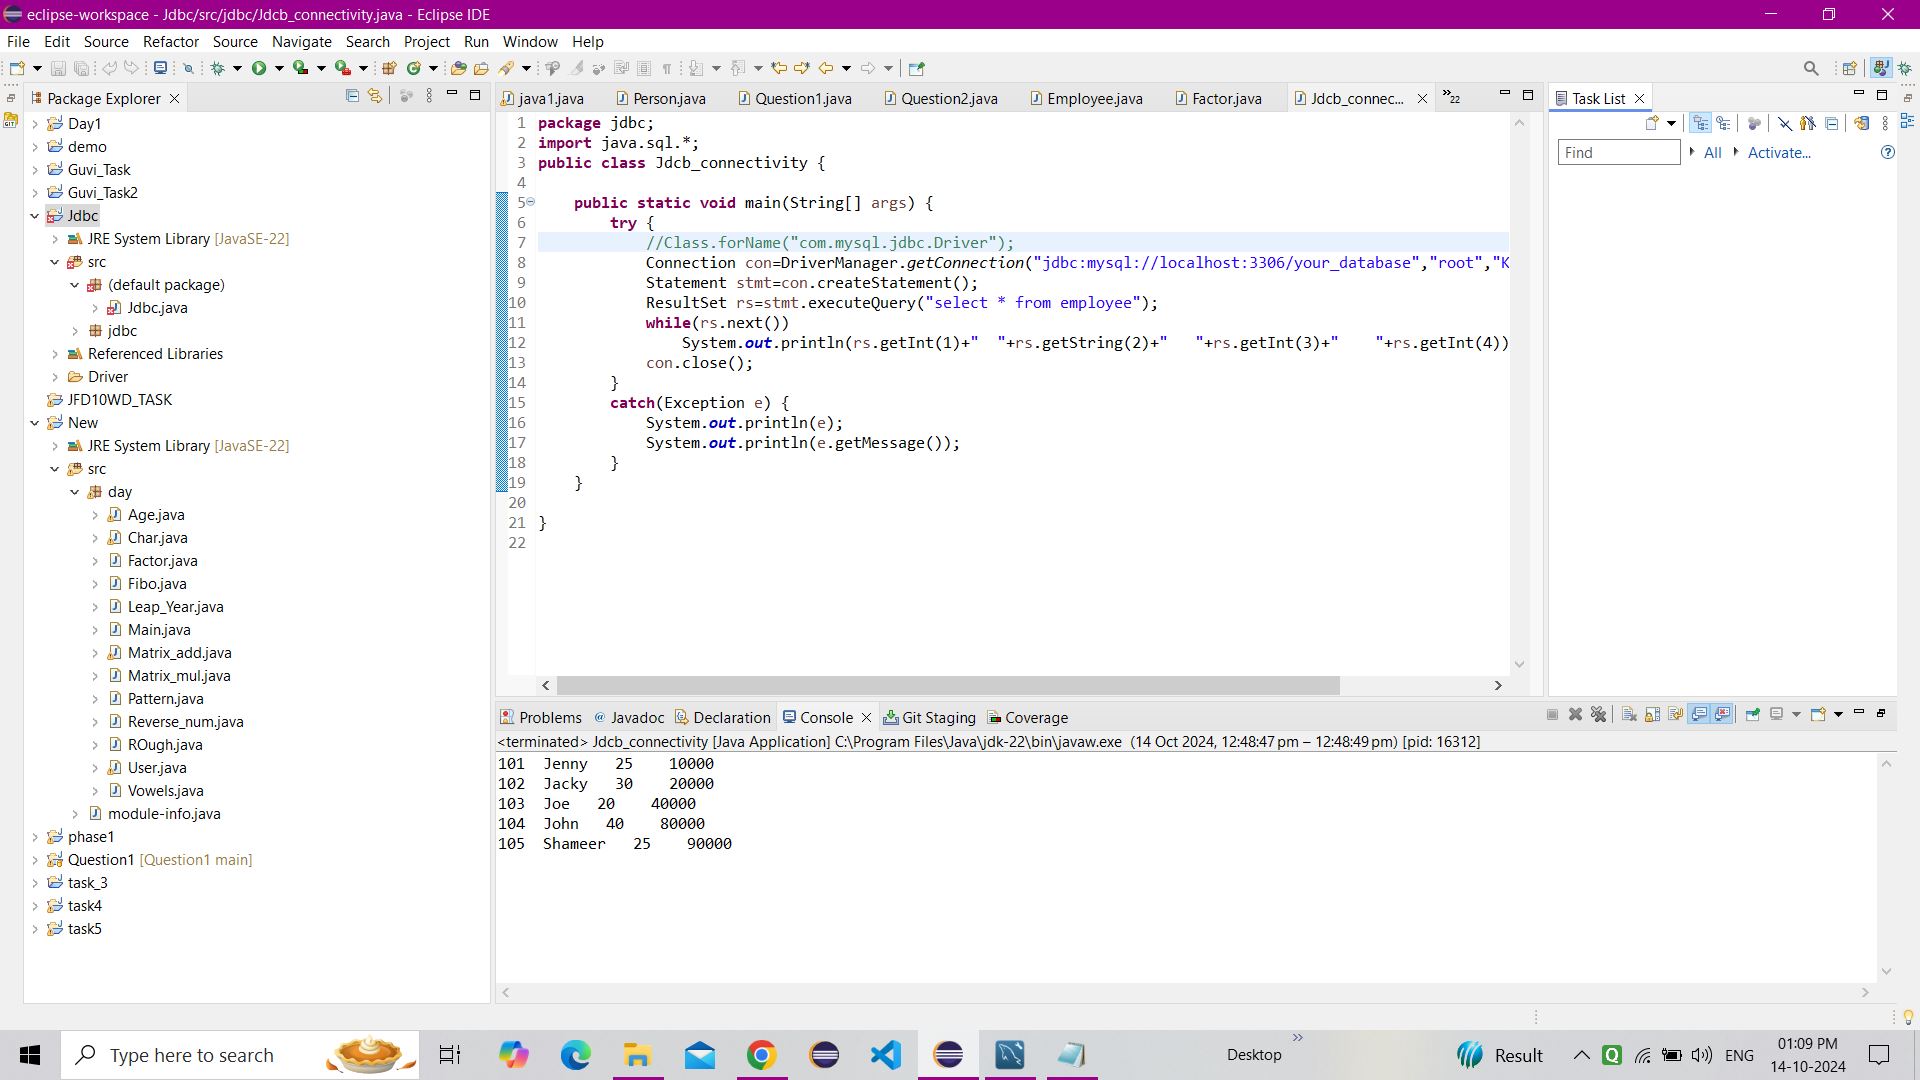 eclipse-workspace - Jdbc/src/jdbc/Jdcb_connectivity.java - Eclipse IDE
File Edit Source Refactor Source Navigate Search Project Run Window Help
Package Explorer
Day1
demo
Guvi_Task
Guvi_Task2
Jdbc
JRE System Library [JavaSE-22]
src
(default package)
Jdbc.java
jdbc
Referenced Libraries
Driver
JFD10WD_TASK
New
JRE System Library [JavaSE-22]
src
day
Age.java
Char.java
Factor.java
Fibo.java
Leap_Year.java
Main.java
Matrix_add.java
Matrix_mul.java
Pattern.java
Reverse_num.java
ROugh.java
User.java
Vowels.java
module-info.java
phase1
Question1 [Question1 main]
task_3
task4
task5
java1.java Person.java Question1.java Question2.java Employee.java Factor.java Jdcb_connec... »22
1 package jdbc;
2 import java.sql.*;
3 public class Jdcb_connectivity {
4
5 public static void main(String[] args) {
6 try {
7 //Class.forName("com.mysql.jdbc.Driver");
8 Connection con=DriverManager.getConnection("jdbc:mysql://localhost:3306/your_database","root","K
9 Statement stmt=con.createStatement();
10 ResultSet rs=stmt.executeQuery("select * from employee");
11 while(rs.next())
12 System.out.println(rs.getInt(1)+"  "+rs.getString(2)+"   "+rs.getInt(3)+"    "+rs.getInt(4))
13 con.close();
14 }
15 catch(Exception e) {
16 System.out.println(e);
17 System.out.println(e.getMessage());
18 }
19 }
20
21 }
22
Task List
Find All Activate...
Problems @ Javadoc Declaration Console Git Staging Coverage
<terminated> Jdcb_connectivity [Java Application] C:\Program Files\Java\jdk-22\bin\javaw.exe (14 Oct 2024, 12:48:47 pm – 12:48:49 pm) [pid: 16312]
101  Jenny   25    10000
102  Jacky   30    20000
103  Joe   20    40000
104  John   40    80000
105  Shameer   25    90000
Type here to search
Desktop
Result
ENG
01:09 PM
14-10-2024